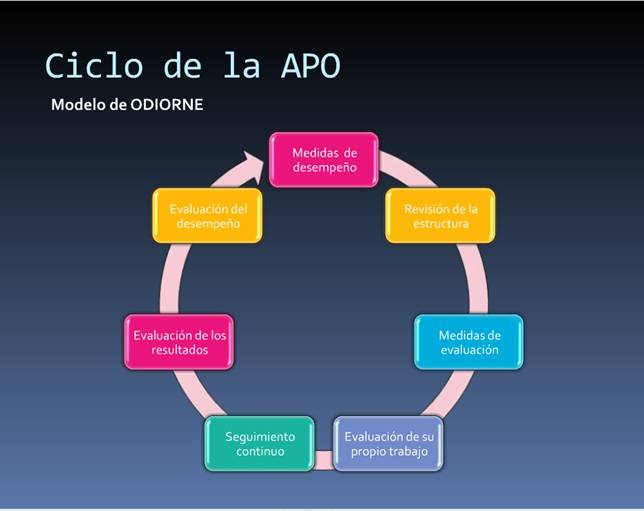 Ciclo de la APO
Modelo de ODIORNE
Medidas de
desempeño
Revisión de la
estructura
Medidas de
evaluación
Evaluación de su
propio trabajo
Seguimiento
continuo
Evaluación de los
resultados
Evaluación del
desempeño